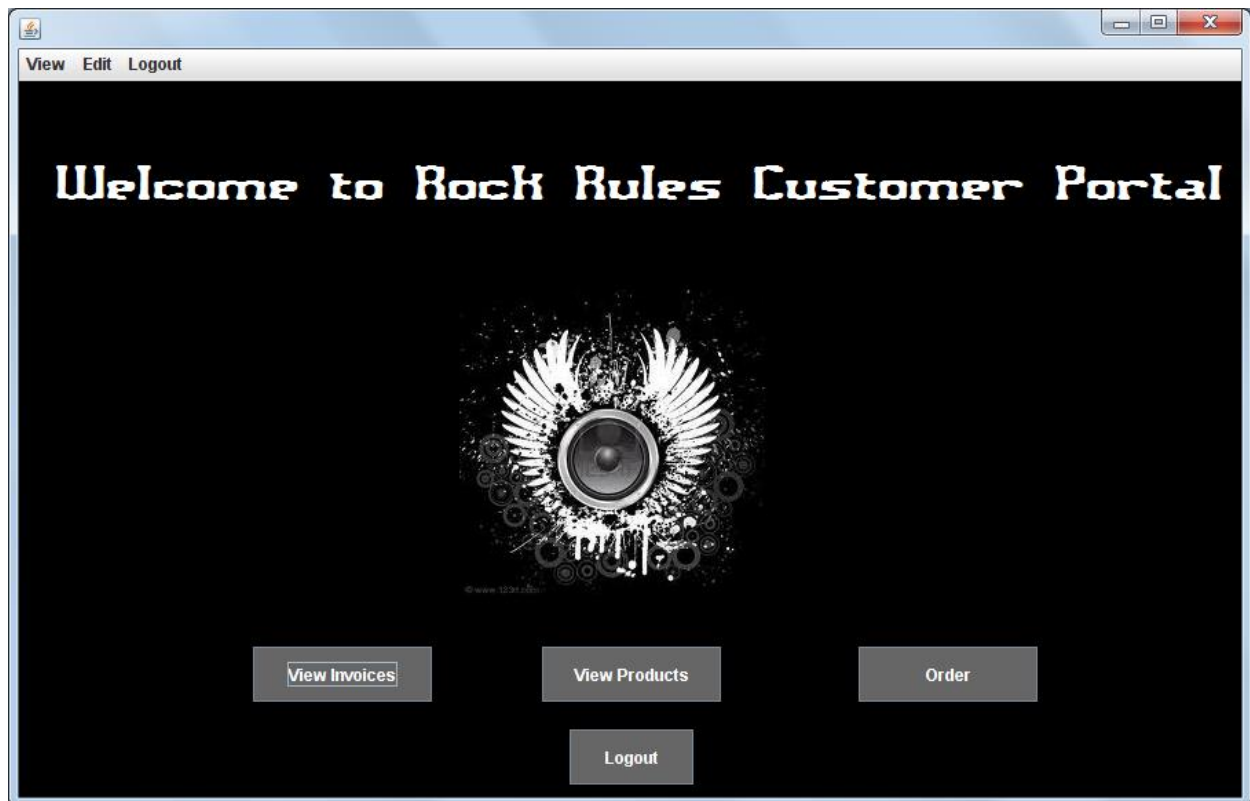 View Edit Logout
Welcome to Rock Rules Customer Portal
View Invoices View Products Order
Logout